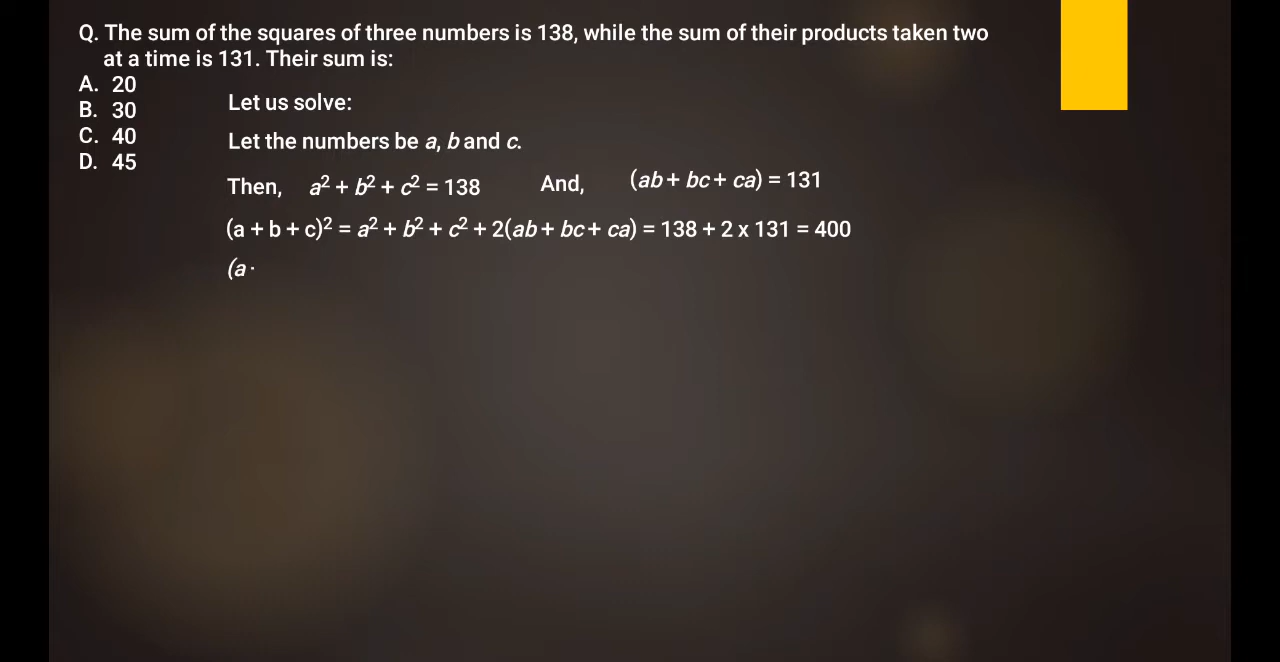 Q. The sum of the squares of three numbers is 138, while the sum of their products taken two
at a time is 131. Their sum is:
A. 20
B. 30
C. 40
D. 45
Let us solve:
Let the numbers be a, b and c.
Then, a² + b² + c² = 138 And, (ab + bc + ca) = 131
(a + b + c)² = a² + b² + c² + 2(ab + bc + ca) = 138 + 2 x 131 = 400
(a